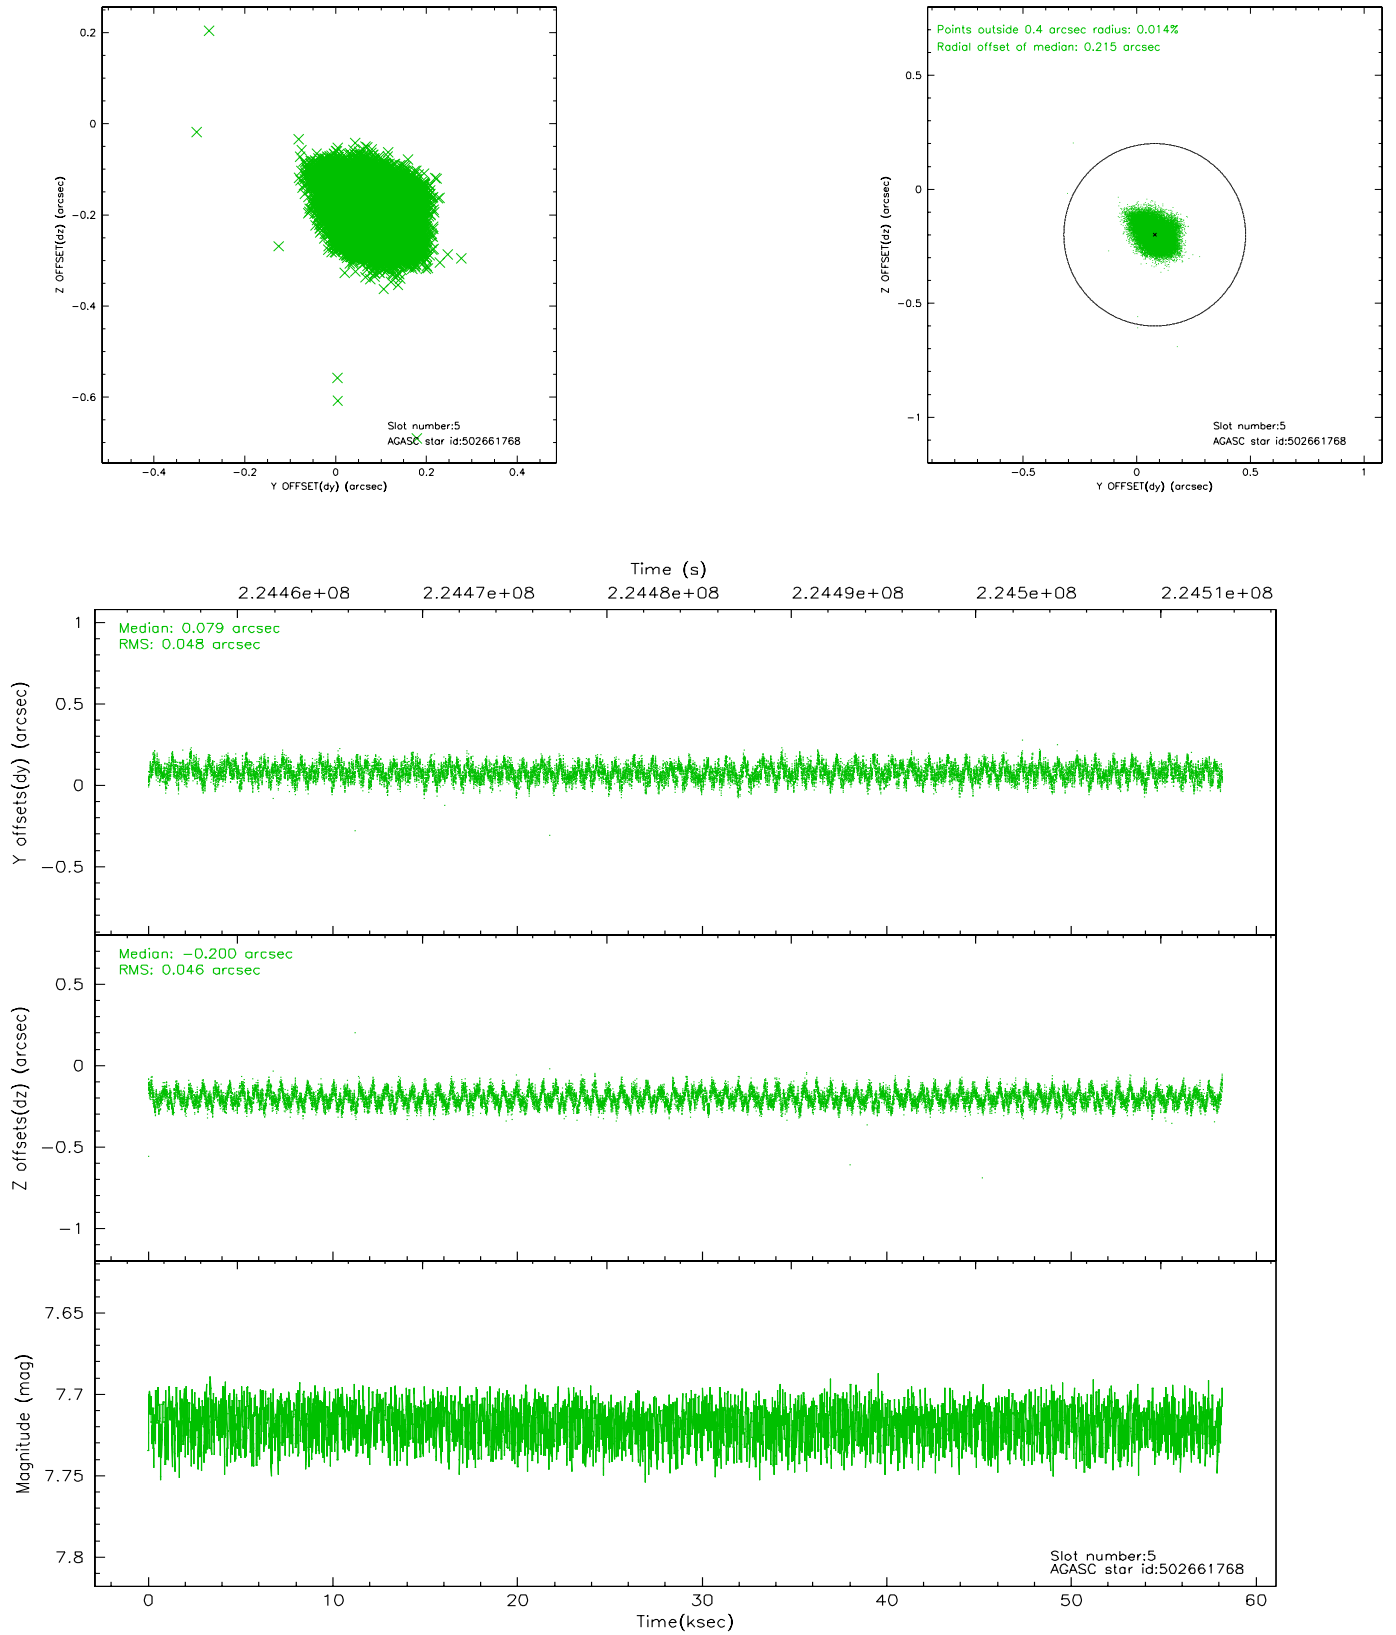 0.2
0
−0.2
−0.4
−0.6
Z OFFSET(dz) (arcsec)
Slot number:5
AGASC star id:502661768
−0.4
−0.2
0
0.2
0.4
Y OFFSET(dy) (arcsec)
Points outside 0.4 arcsec radius: 0.014%
Radial offset of median: 0.215 arcsec
0.5
0
−0.5
−1
Z OFFSET(dz) (arcsec)
Slot number:5
AGASC star id:502661768
−0.5
0
0.5
1
Y OFFSET(dy) (arcsec)
Time (s)
2.2446e+08
2.2447e+08
2.2448e+08
2.2449e+08
2.245e+08
2.2451e+08
Median: 0.079 arcsec
RMS: 0.048 arcsec
1
0.5
0
−0.5
Y offsets(dy) (arcsec)
Median: −0.200 arcsec
RMS: 0.046 arcsec
0.5
0
−0.5
−1
Z offsets(dz) (arcsec)
7.65
7.7
7.75
7.8
Magnitude (mag)
Slot number:5
AGASC star id:502661768
0
10
20
30
40
50
60
Time(ksec)